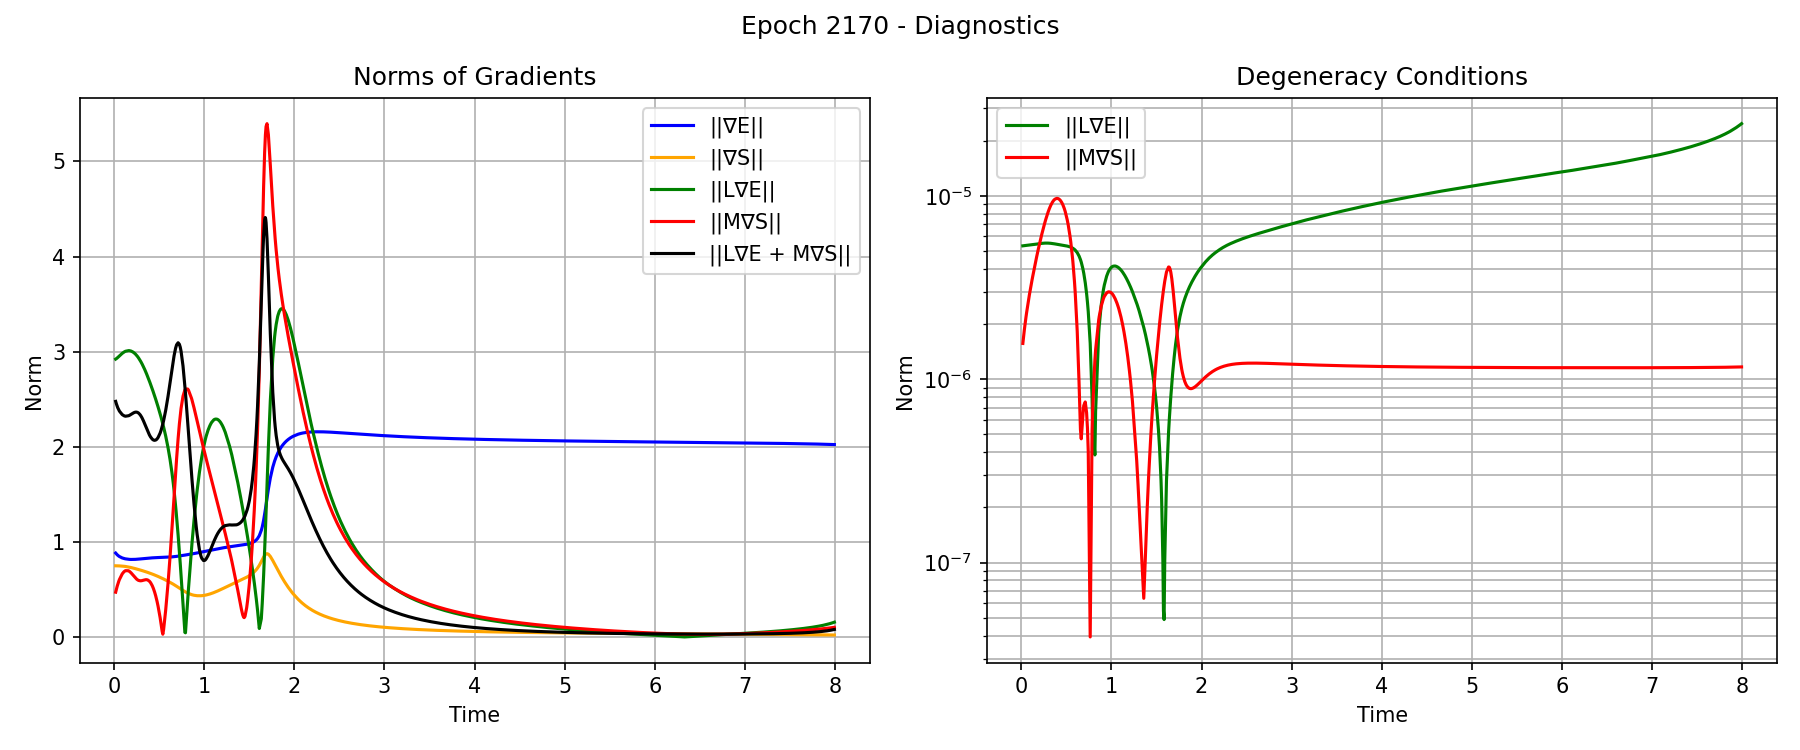 Epoch 2170 - Diagnostics
Norms of Gradients
Norm
5
4
3
2
1
0
||∇E||
||∇S||
||L∇E||
||M∇S||
||L∇E + M∇S||
0 1 2 3 4 5 6 7 8
Time
Degeneracy Conditions
Norm
10⁻⁵
10⁻⁶
10⁻⁷
||L∇E||
||M∇S||
0 1 2 3 4 5 6 7 8
Time